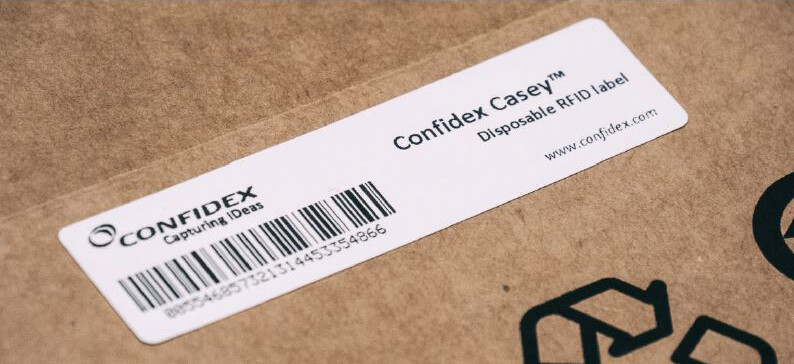 Confidex Casey™
Disposable RFID label
www.confidex.com
CONFIDEX
Capturing IDeas